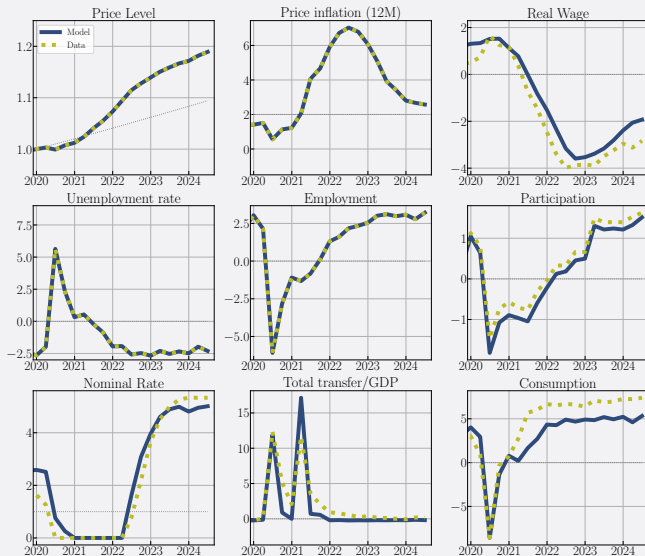 Price Level
Price inflation (12M)
Real Wage
Model
Data
1.2
1.1
1.0
6
4
2
0
2
0
−2
−4
2020 2021 2022 2023 2024
2020 2021 2022 2023 2024
2020 2021 2022 2023 2024
Unemployment rate
Employment
Participation
7.5
5.0
2.5
0.0
−2.5
2.5
0.0
−2.5
−5.0
1
0
−1
2020 2021 2022 2023 2024
2020 2021 2022 2023 2024
2020 2021 2022 2023 2024
Nominal Rate
Total transfer/GDP
Consumption
4
2
0
15
10
5
0
5
0
−5
2020 2021 2022 2023 2024
2020 2021 2022 2023 2024
2020 2021 2022 2023 2024